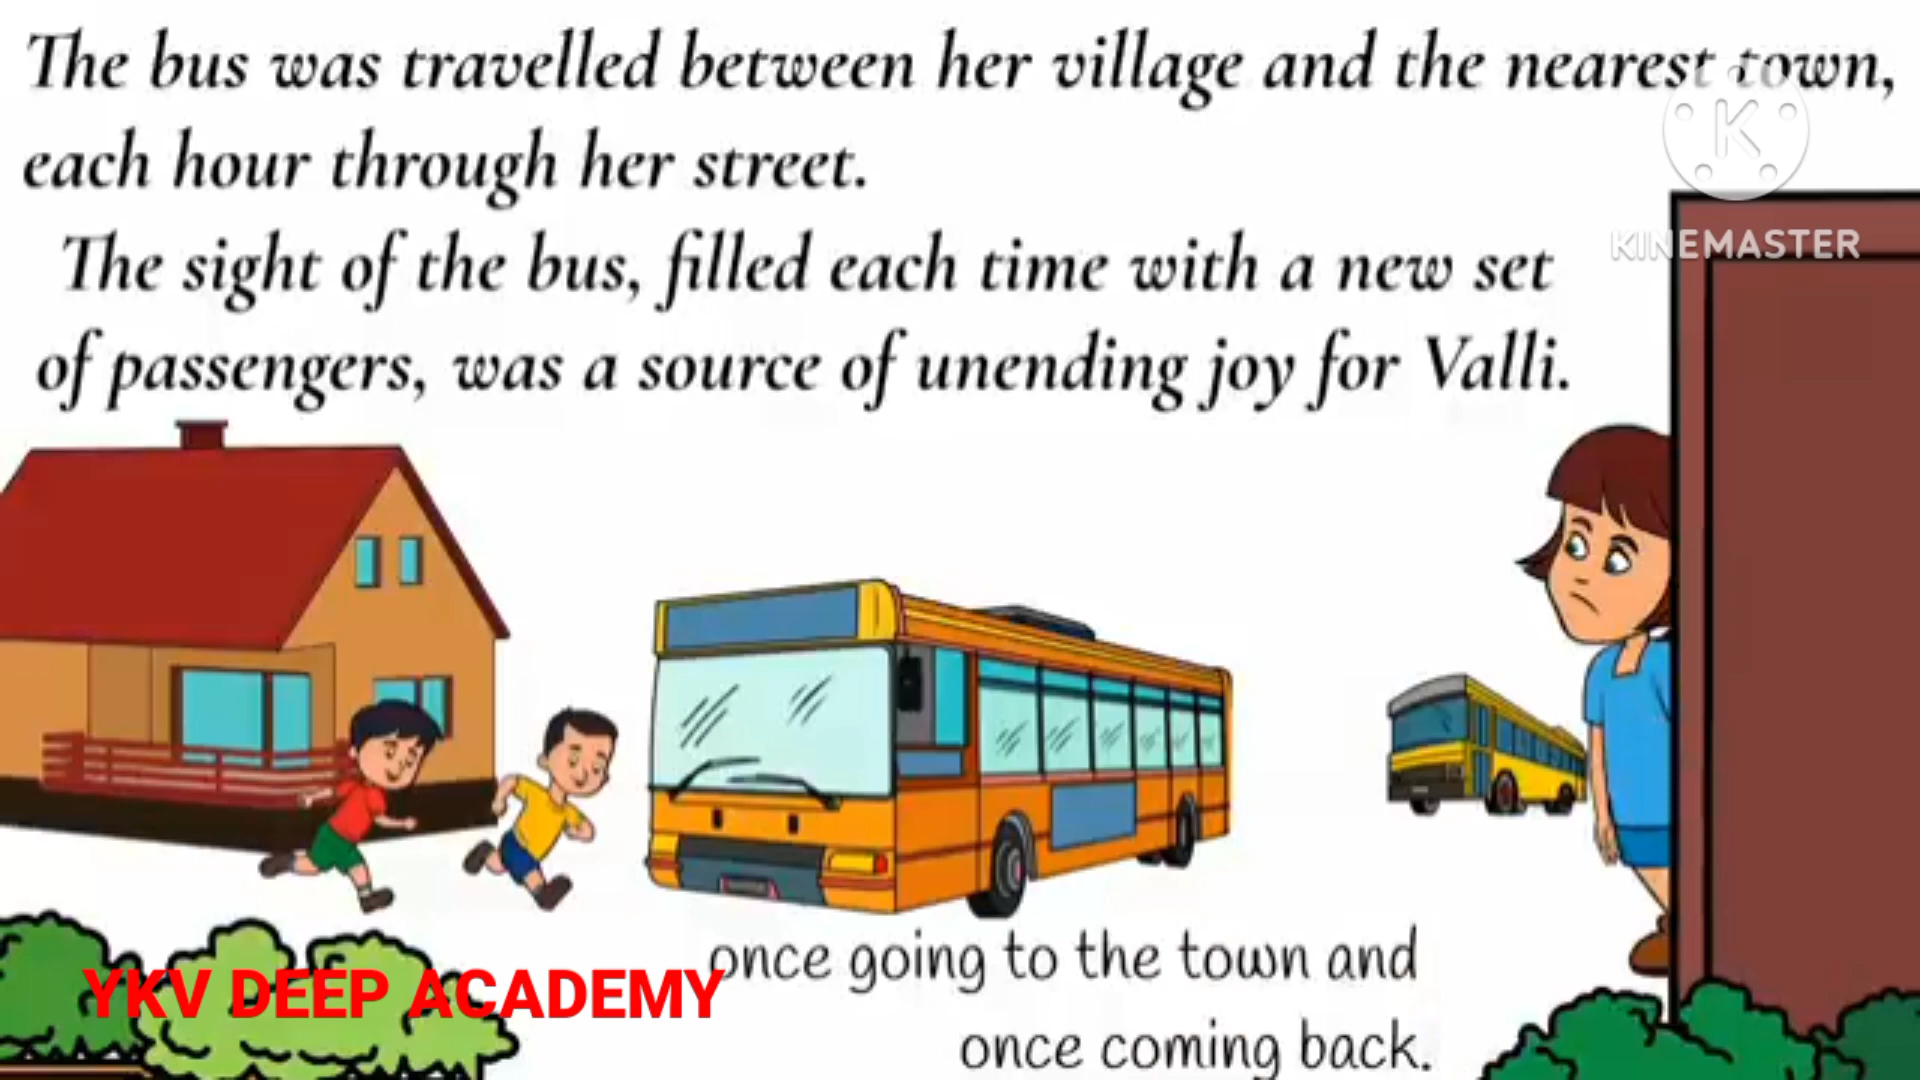 The bus was travelled between her village and the nearest town,
each hour through her street.
The sight of the bus, filled each time with a new set
of passengers, was a source of unending joy for Valli.
K
KINEMASTER
once going to the town and
YKV DEEP ACADEMY
once coming back.